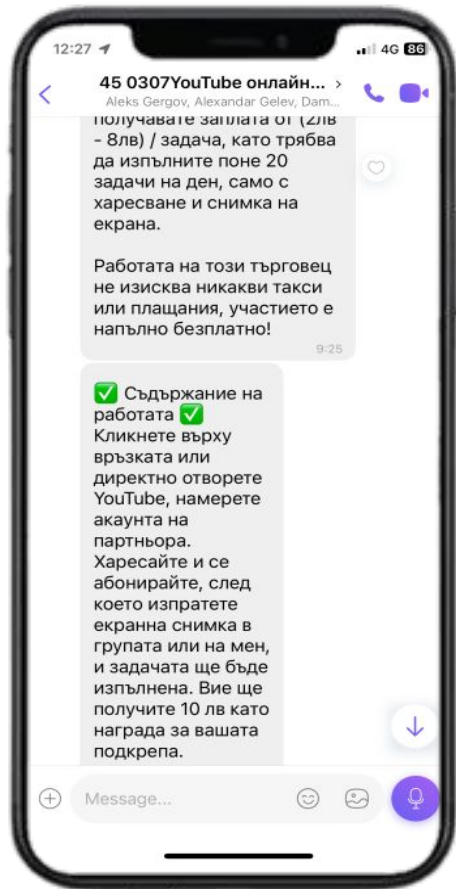 12:27
4G 86
45 0307YouTube онлайн... >
Aleks Gergov, Alexandar Gelev, Dam...
получавате заплата от (2лв
- 8лв) / задача, като трябва
да изпълните поне 20
задачи на ден, само с
харесване и снимка на
екрана.
Работата на този търговец
не изисква никакви такси
или плащания, участието е
напълно безплатно!
9:25
✅ Съдържание на
работата ✅
Кликнете върху
връзката или
директно отворете
YouTube, намерете
акаунта на
партньора.
Харесайте и се
абонирайте, след
което изпратете
екранна снимка в
групата или на мен,
и задачата ще бъде
изпълнена. Вие ще
получите 10 лв като
награда за вашата
подкрепа.
Message...